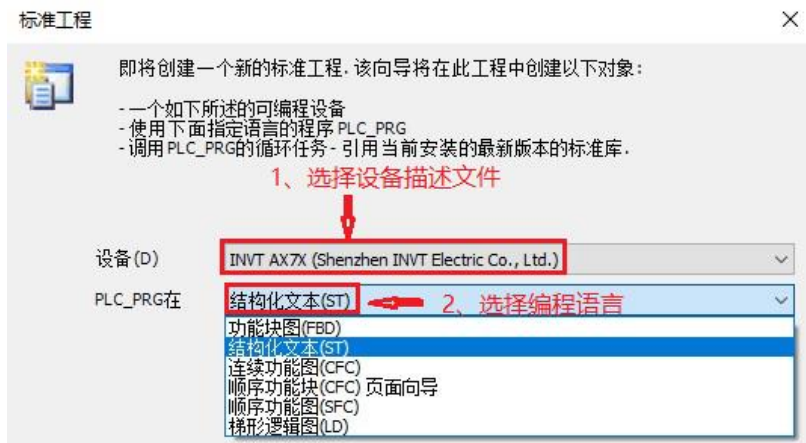 标准工程
即将创建一个新的标准工程.该向导将在此工程中创建以下对象:
-一个如下所述的可编程设备
-使用下面指定语言的程序 PLC_PRG
-调用PLC_PRG的循环任务-引用当前安装的最新版本的标准库.
1、选择设备描述文件
设备(D)
INVT AX7X (Shenzhen INVT Electric Co., Ltd.)
PLC_PRG在
结构化文本(ST)
2、选择编程语言
功能块图(FBD)
结构化文本(ST)
连续功能图(CFC)
顺序功能块(CFC) 页面向导
顺序功能图(SFC)
梯形逻辑图(LD)